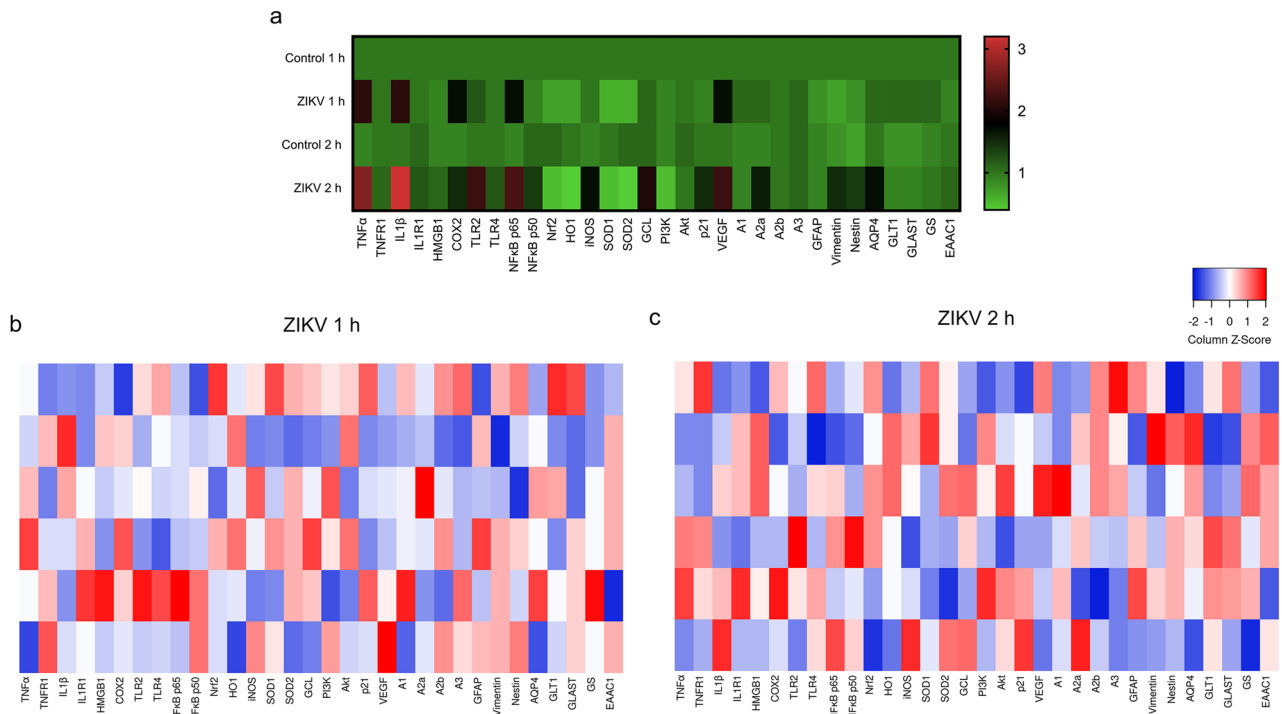 a
Control 1 h
ZIKV 1 h
Control 2 h
ZIKV 2 h
3
2
1
TNFα TNFR1 IL1β IL1R1 HMGB1 COX2 TLR2 TLR4 NFκB p65 NFκB p50 Nrf2 HO1 iNOS SOD1 SOD2 GCL PI3K Akt p21 VEGF A1 A2a A2b A3 GFAP Vimentin Nestin AQP4 GLT1 GLAST GS EAAC1
-2 -1 0 1 2
Column Z-Score
b
ZIKV 1 h
TNFα TNFR1 IL1β IL1R1 HMGB1 COX2 TLR2 TLR4 FκB p65 FκB p50 Nrf2 HO1 iNOS SOD1 SOD2 GCL PI3K Akt p21 VEGF A1 A2a A2b A3 GFAP Vimentin Nestin AQP4 GLT1 GLAST GS EAAC1
c
ZIKV 2 h
TNFα TNFR1 IL1β IL1R1 HMGB1 COX2 TLR2 TLR4 IFκB p65 IFκB p50 Nrf2 HO1 iNOS SOD1 SOD2 GCL PI3K Akt p21 VEGF A1 A2a A2b A3 GFAP Vimentin Nestin AQP4 GLT1 GLAST GS EAAC1